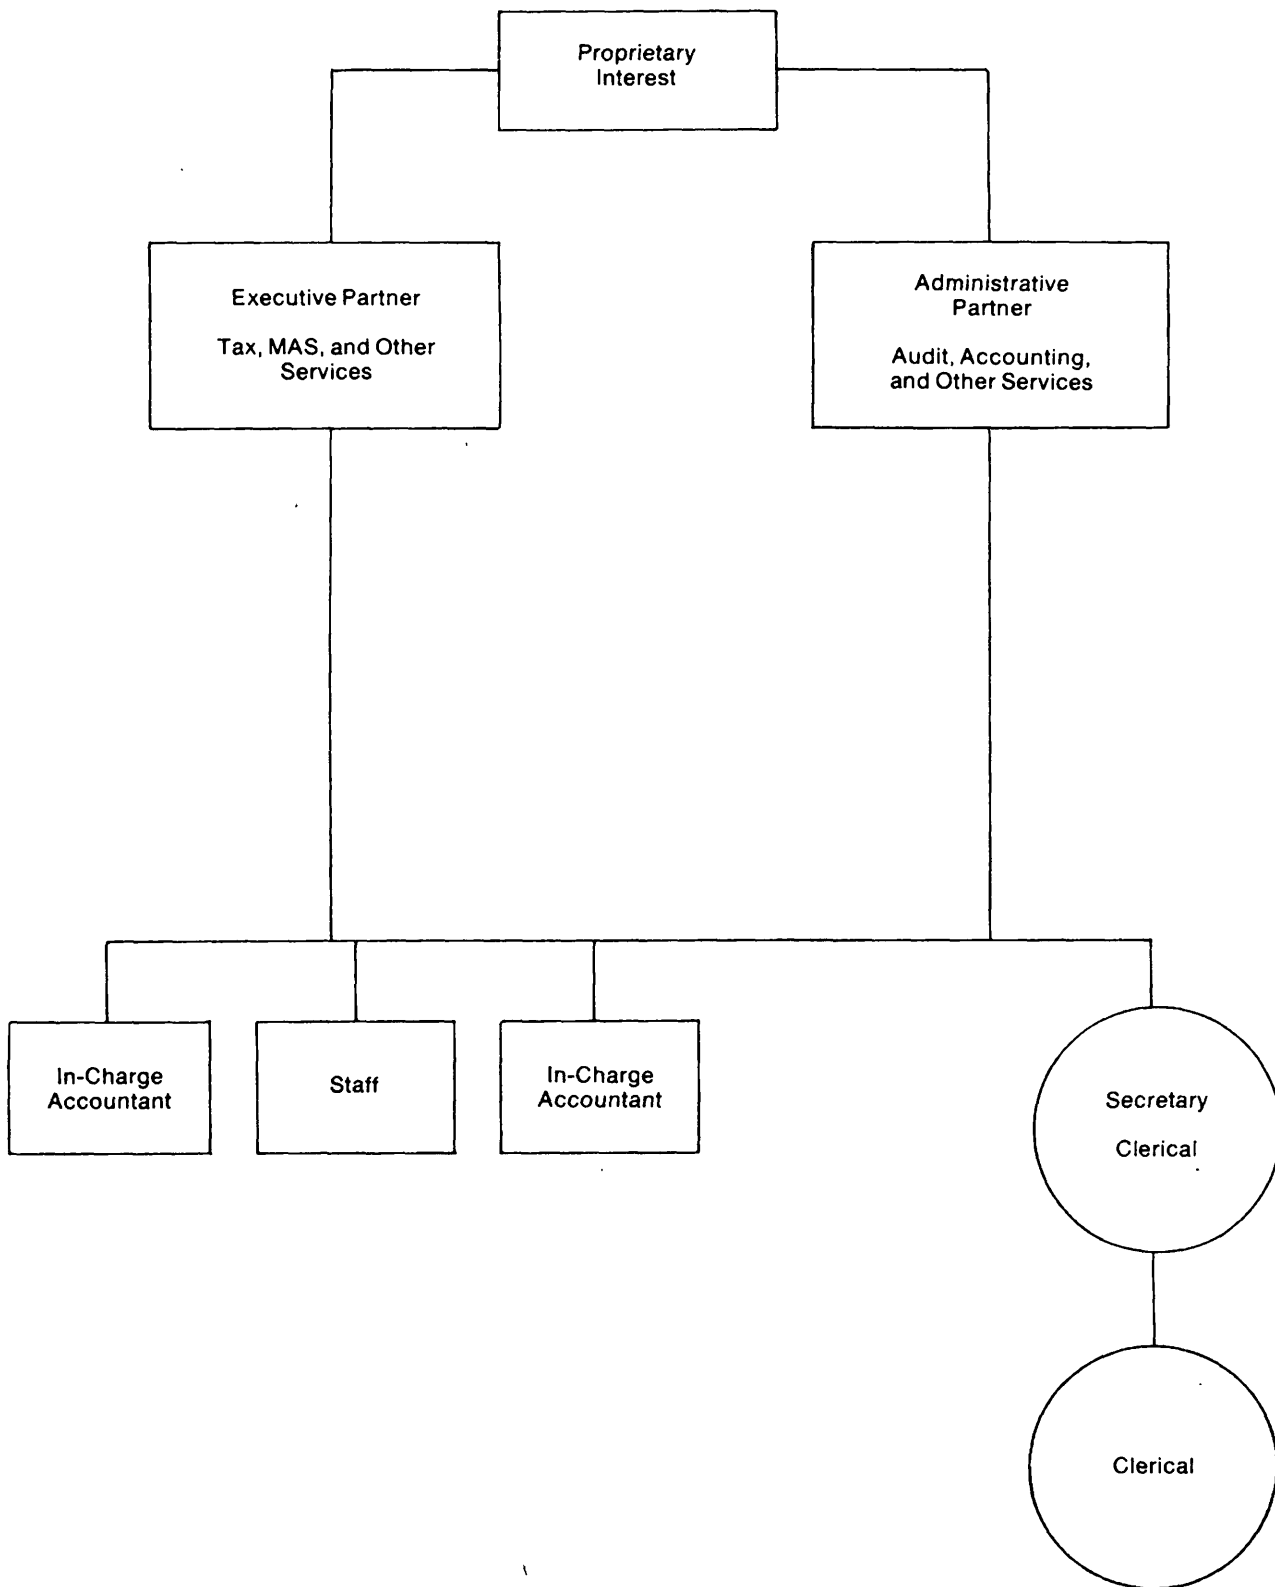 Proprietary
Interest
Executive Partner
Tax, MAS, and Other
Services
Administrative
Partner
Audit, Accounting,
and Other Services
In-Charge
Accountant
Staff
In-Charge
Accountant
Secretary
Clerical
Clerical